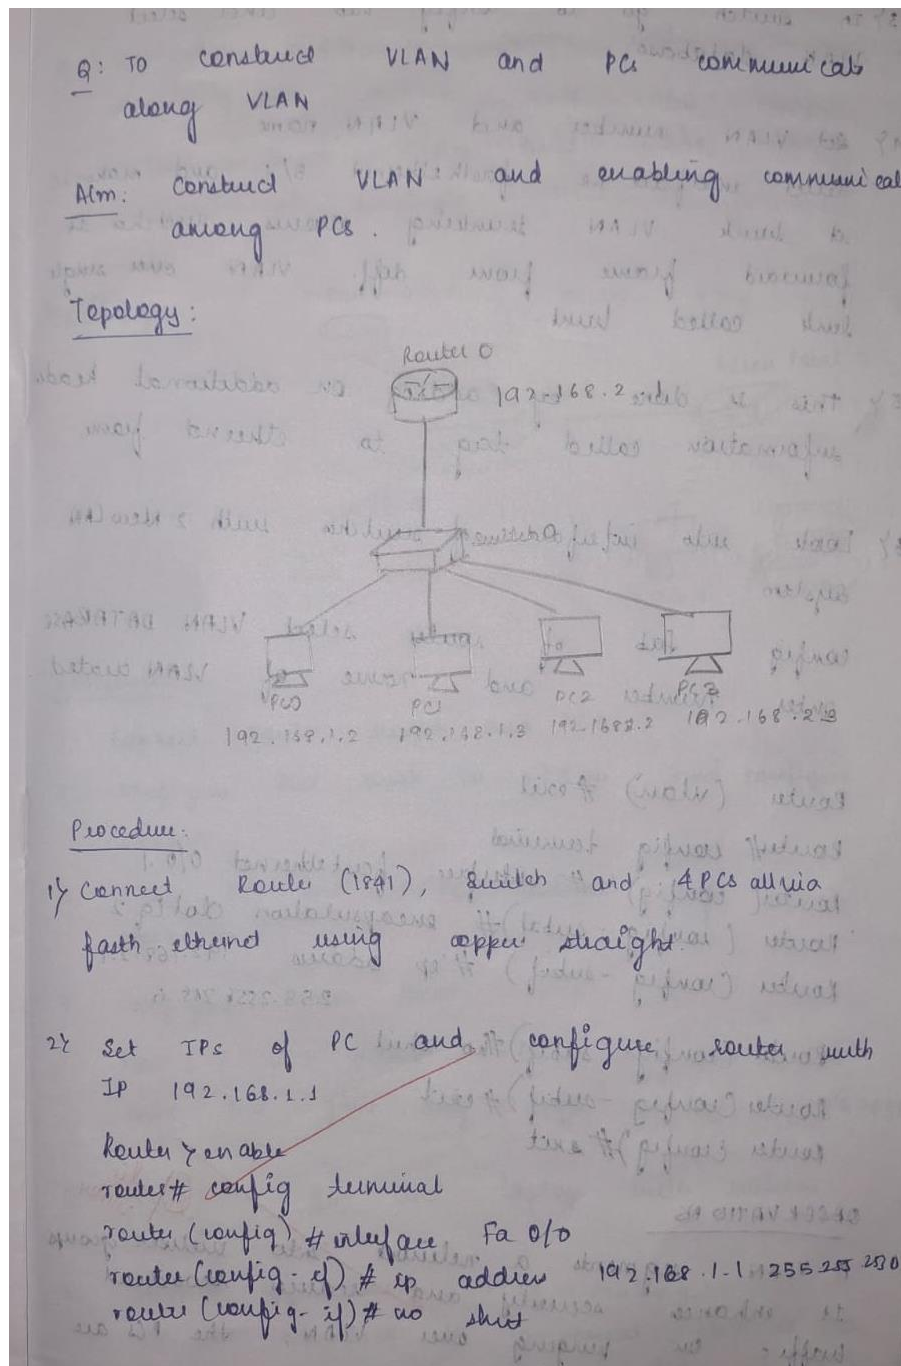 Q: To construct VLAN and PCs communicate
along VLAN
Aim: Construct VLAN and enabling communicat
among PCs.
Topology:
Router 0
192.168.2.1
PC0 PC1 PC2 PC3
192.168.1.2 192.168.1.3 192.168.2.2 192.168.2.3
Procedure:
1) Connect Router (1841), switch and 4 PCs all via
fasth ethernet using copper straight.
2) Set IPs of PC and configure router with
IP 192.168.1.1
Router > enable
router # config terminal
router (config) # interface Fa 0/0
router (config-if) # ip address 192.168.1.1 255.255.255.0
router (config-if) # no shut